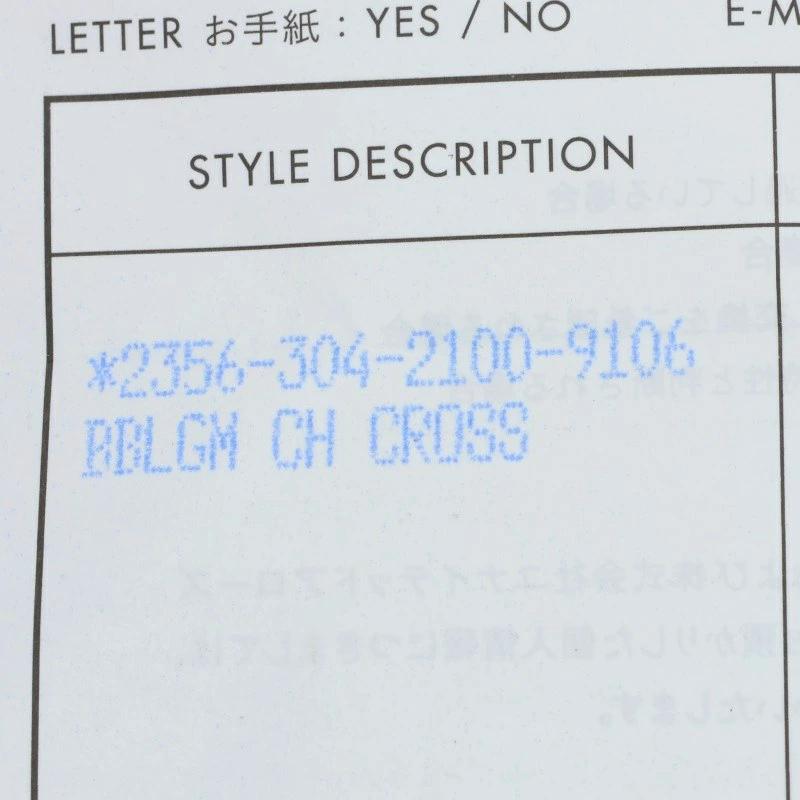 LETTER お手紙 : YES / NO
E-M
STYLE DESCRIPTION
*2356-304-2100-9106
BBLGM CH CROSS